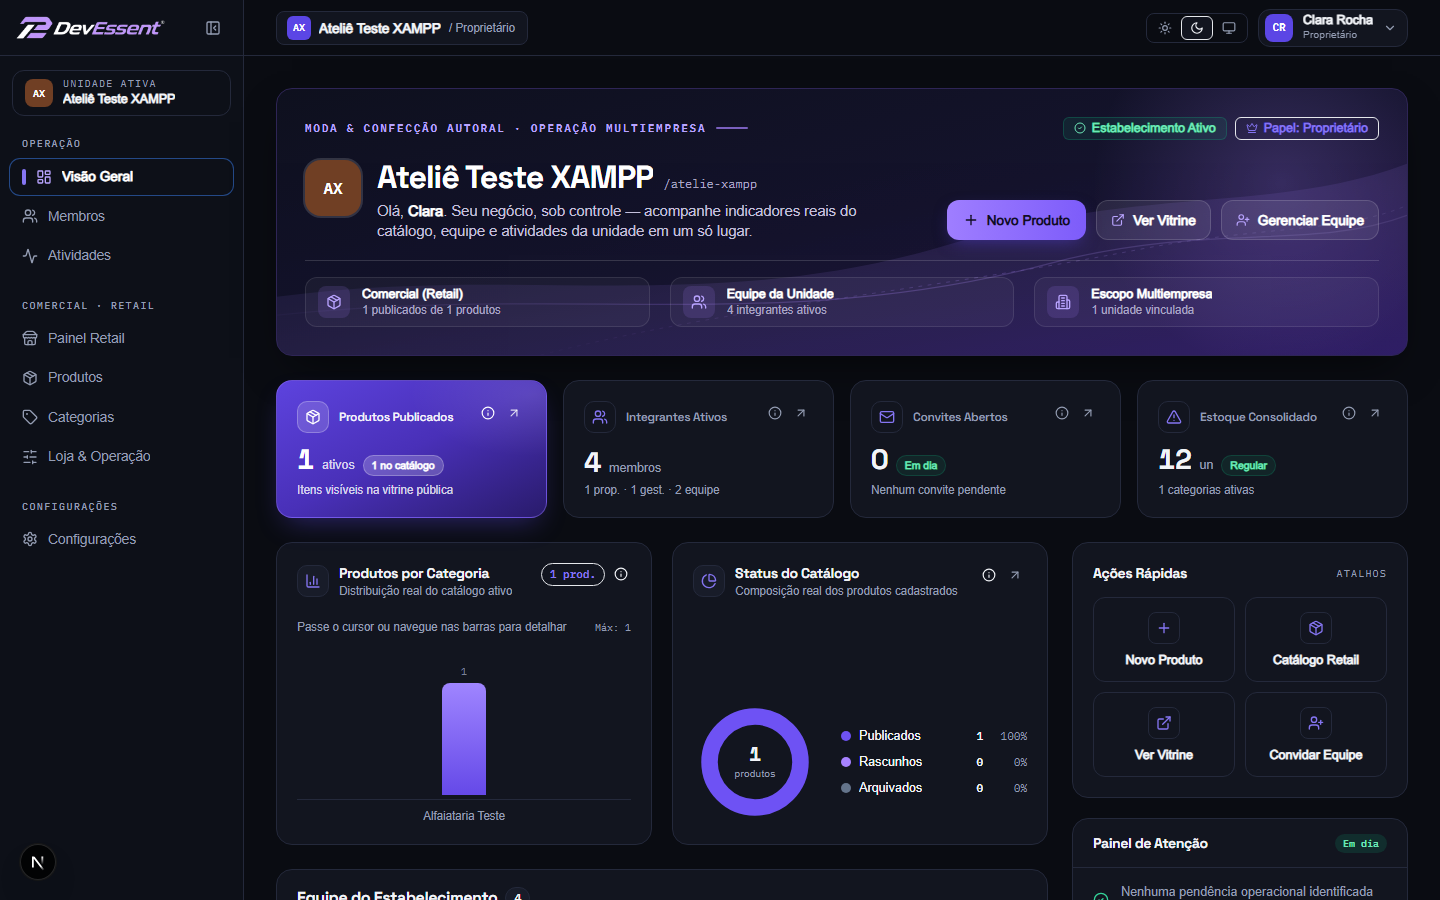 DevEssent
AX Ateliê Teste XAMPP / Proprietário
CR Clara Rocha
Proprietário
UNIDADE ATIVA
AX Ateliê Teste XAMPP
OPERAÇÃO
Visão Geral
Membros
Atividades
COMERCIAL · RETAIL
Painel Retail
Produtos
Categorias
Loja & Operação
CONFIGURAÇÕES
Configurações
N
MODA & CONFECÇÃO AUTORAL · OPERAÇÃO MULTIEMPRESA
Estabelecimento Ativo
Papel: Proprietário
AX
Ateliê Teste XAMPP /atelie-xampp
Olá, Clara. Seu negócio, sob controle — acompanhe indicadores reais do
catálogo, equipe e atividades da unidade em um só lugar.
Novo Produto
Ver Vitrine
Gerenciar Equipe
Comercial (Retail)
1 publicados de 1 produtos
Equipe da Unidade
4 integrantes ativos
Escopo Multiempresa
1 unidade vinculada
Produtos Publicados
1 ativos 1 no catálogo
Itens visíveis na vitrine pública
Integrantes Ativos
4 membros
1 prop. · 1 gest. · 2 equipe
Convites Abertos
0 Em dia
Nenhum convite pendente
Estoque Consolidado
12 un Regular
1 categorias ativas
Produtos por Categoria
Distribuição real do catálogo ativo
1 prod.
Passe o cursor ou navegue nas barras para detalhar
Máx: 1
1
Alfaiataria Teste
Status do Catálogo
Composição real dos produtos cadastrados
1
produtos
Publicados 1 100%
Rascunhos 0 0%
Arquivados 0 0%
Ações Rápidas
ATALHOS
Novo Produto
Catálogo Retail
Ver Vitrine
Convidar Equipe
Painel de Atenção
Em dia
Nenhuma pendência operacional identificada
Equipe do Estabelecimento 4